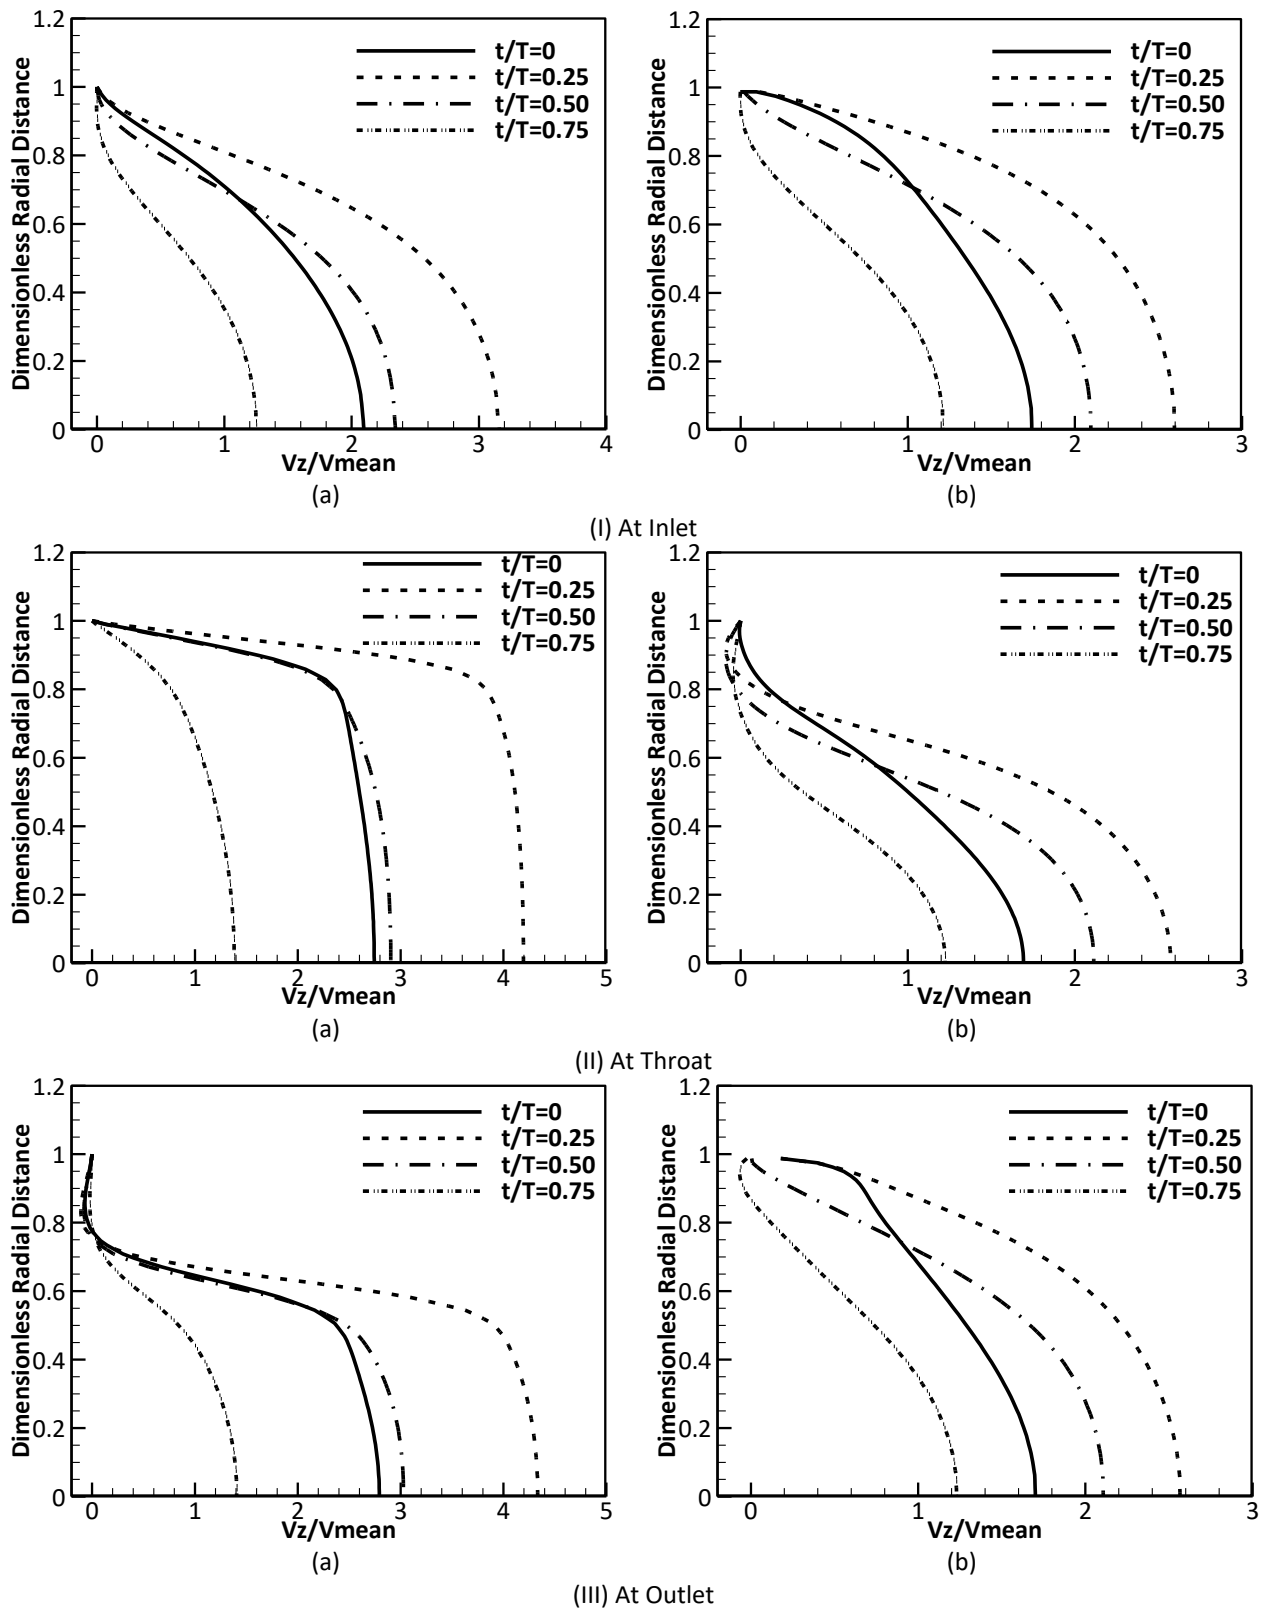 1.2
1
0.8
0.6
0.4
0.2
0
Dimensionless Radial Distance
t/T=0
t/T=0.25
t/T=0.50
t/T=0.75
0 1 2 3 4
Vz/Vmean
(a)
1.2
1
0.8
0.6
0.4
0.2
0
Dimensionless Radial Distance
t/T=0
t/T=0.25
t/T=0.50
t/T=0.75
0 1 2 3
Vz/Vmean
(b)
(I) At Inlet
1.2
1
0.8
0.6
0.4
0.2
0
Dimensionless Radial Distance
t/T=0
t/T=0.25
t/T=0.50
t/T=0.75
0 1 2 3 4 5
Vz/Vmean
(a)
1.2
1
0.8
0.6
0.4
0.2
0
Dimensionless Radial Distance
t/T=0
t/T=0.25
t/T=0.50
t/T=0.75
0 1 2 3
Vz/Vmean
(b)
(II) At Throat
1.2
1
0.8
0.6
0.4
0.2
0
Dimensionless Radial Distance
t/T=0
t/T=0.25
t/T=0.50
t/T=0.75
0 1 2 3 4 5
Vz/Vmean
(a)
1.2
1
0.8
0.6
0.4
0.2
0
Dimensionless Radial Distance
t/T=0
t/T=0.25
t/T=0.50
t/T=0.75
0 1 2 3
Vz/Vmean
(b)
(III) At Outlet